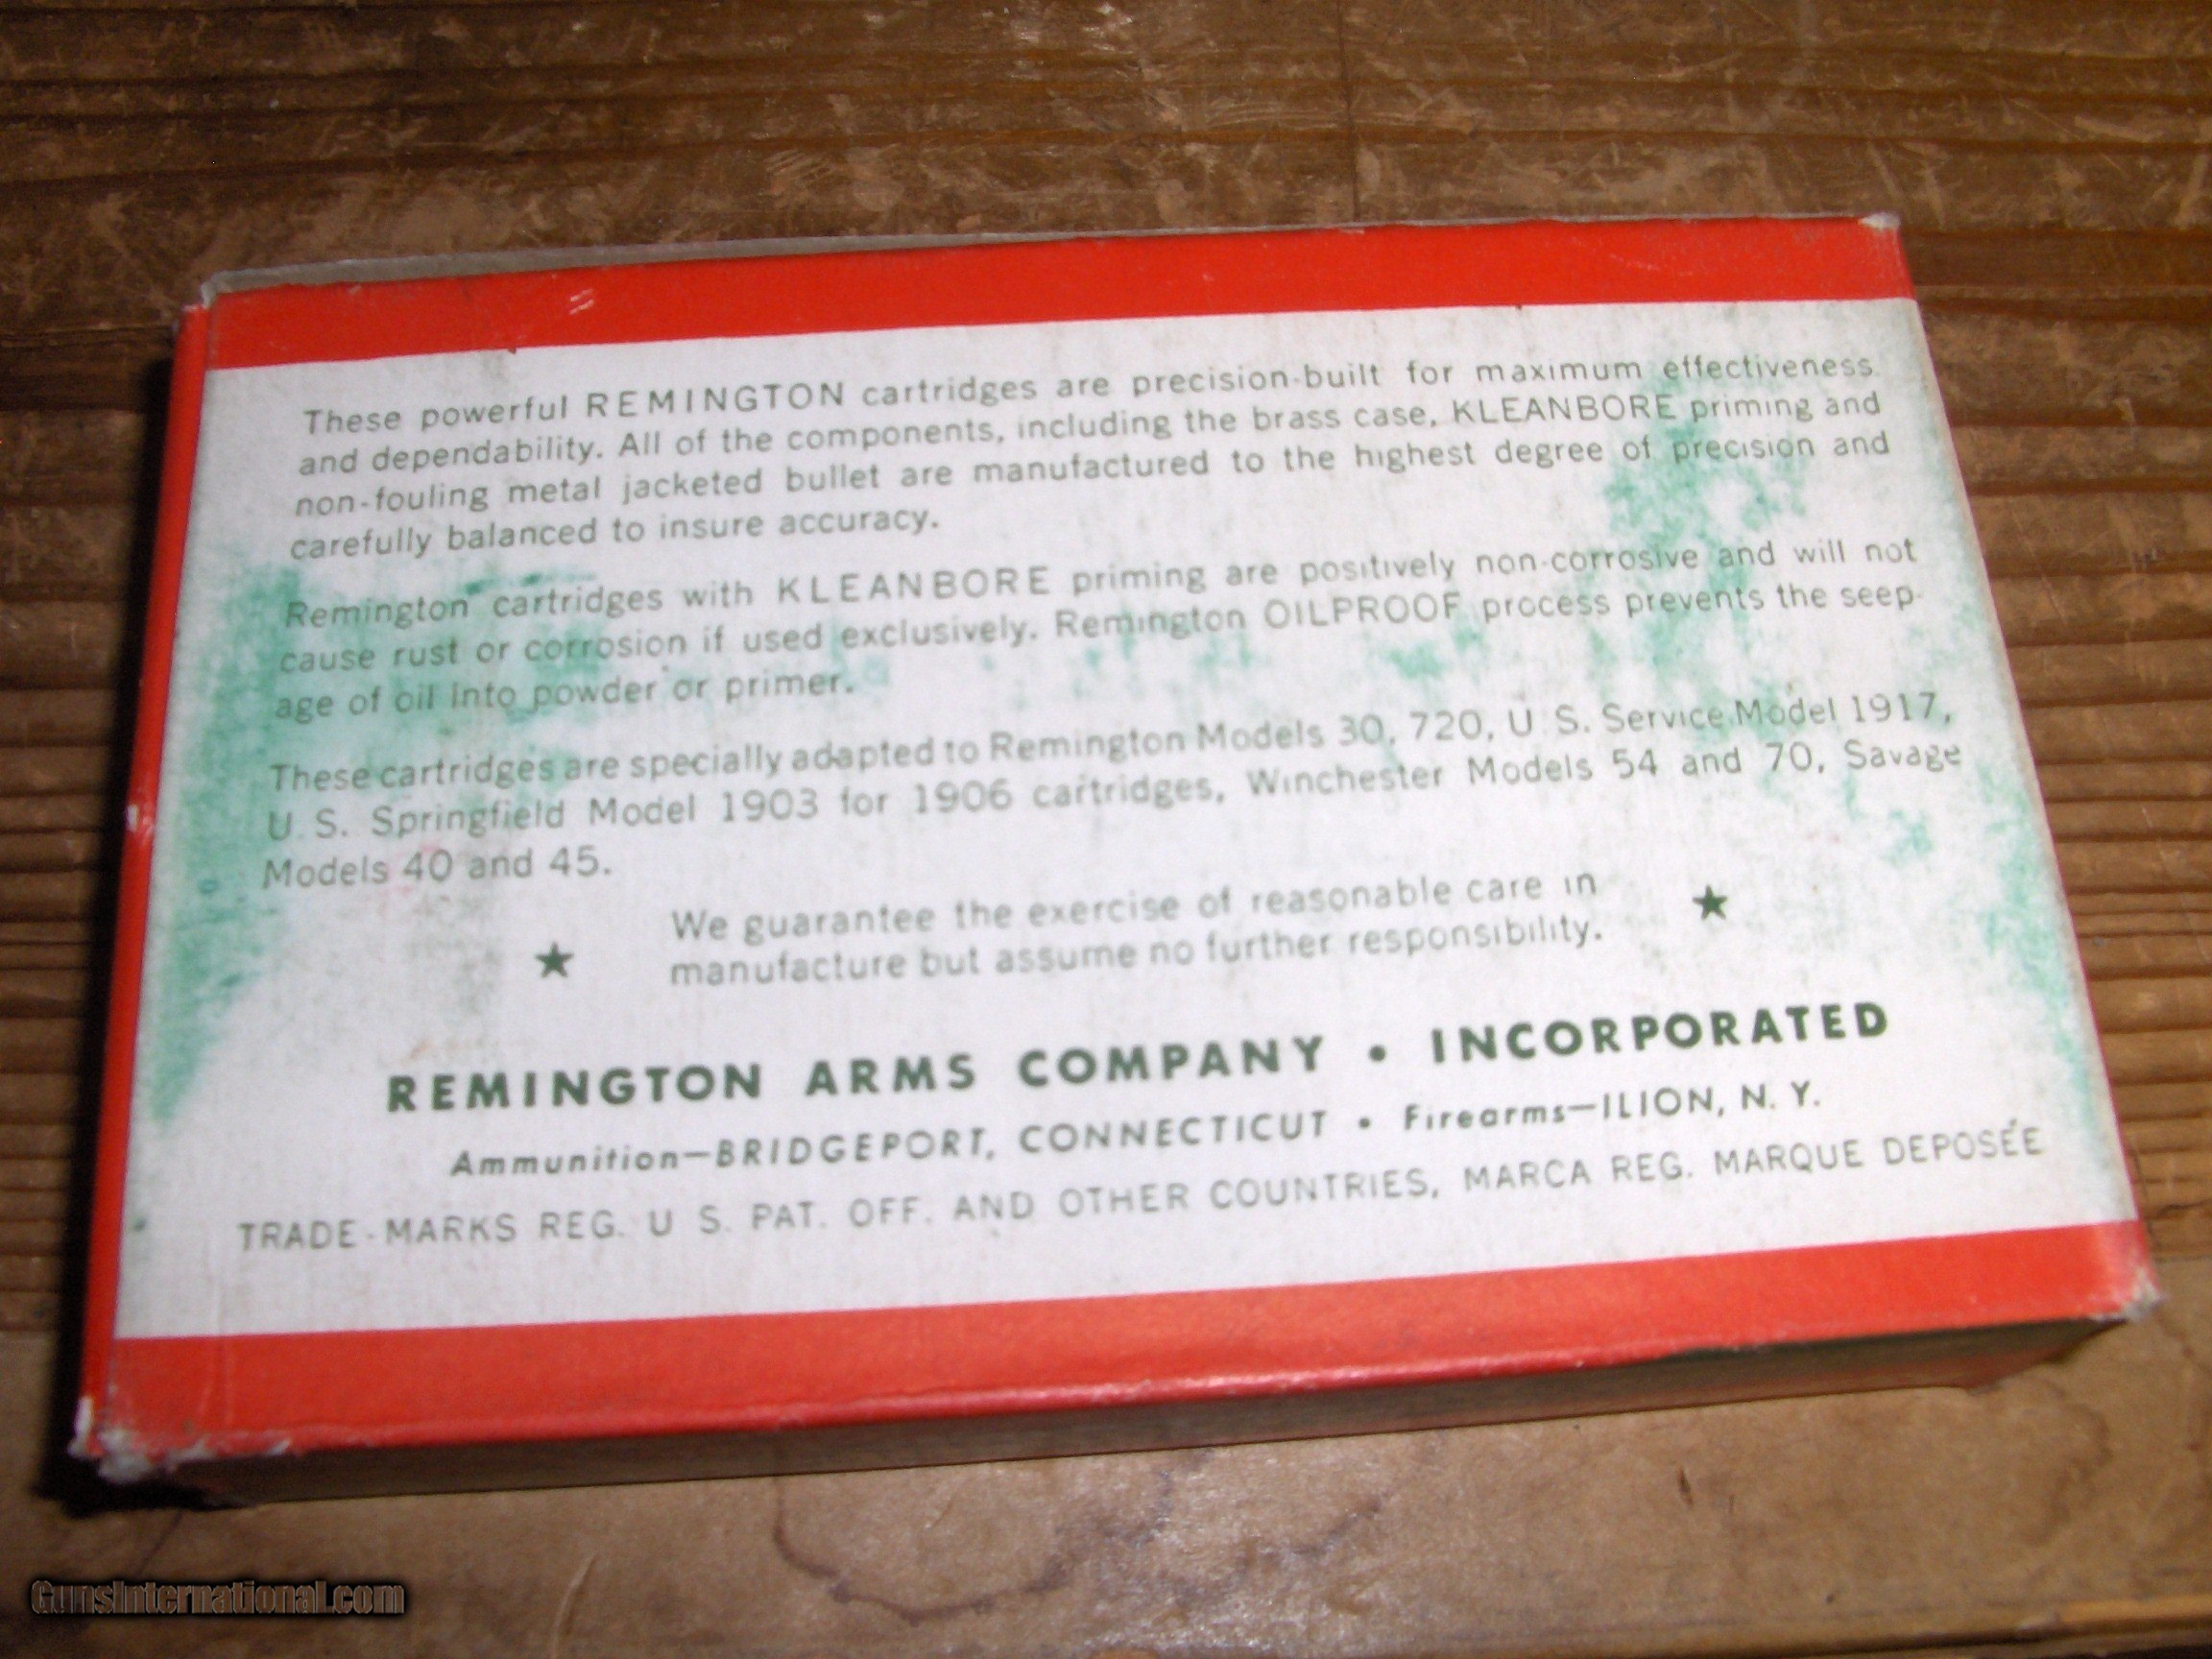 These powerful REMINGTON cartridges are precision-built for maximum effectiveness
and dependability. All of the components, including the brass case, KLEANBORE priming and
non-fouling metal jacketed bullet are manufactured to the highest degree of precision and
carefully balanced to insure accuracy.
Remington cartridges with KLEANBORE priming are positively non-corrosive and will not
cause rust or corrosion if used exclusively. Remington OILPROOF process prevents the seep-
age of oil into powder or primer.
These cartridges are specially adapted to Remington Models 30, 720, U. S. Service Model 1917,
U. S. Springfield Model 1903 for 1906 cartridges, Winchester Models 54 and 70, Savage
Models 40 and 45.
★ We guarantee the exercise of reasonable care in ★
manufacture but assume no further responsibility.
REMINGTON ARMS COMPANY • INCORPORATED
Ammunition—BRIDGEPORT, CONNECTICUT • Firearms—ILION, N. Y.
TRADE-MARKS REG. U. S. PAT. OFF. AND OTHER COUNTRIES, MARCA REG. MARQUE DEPOSÉE
GunsInternational.com